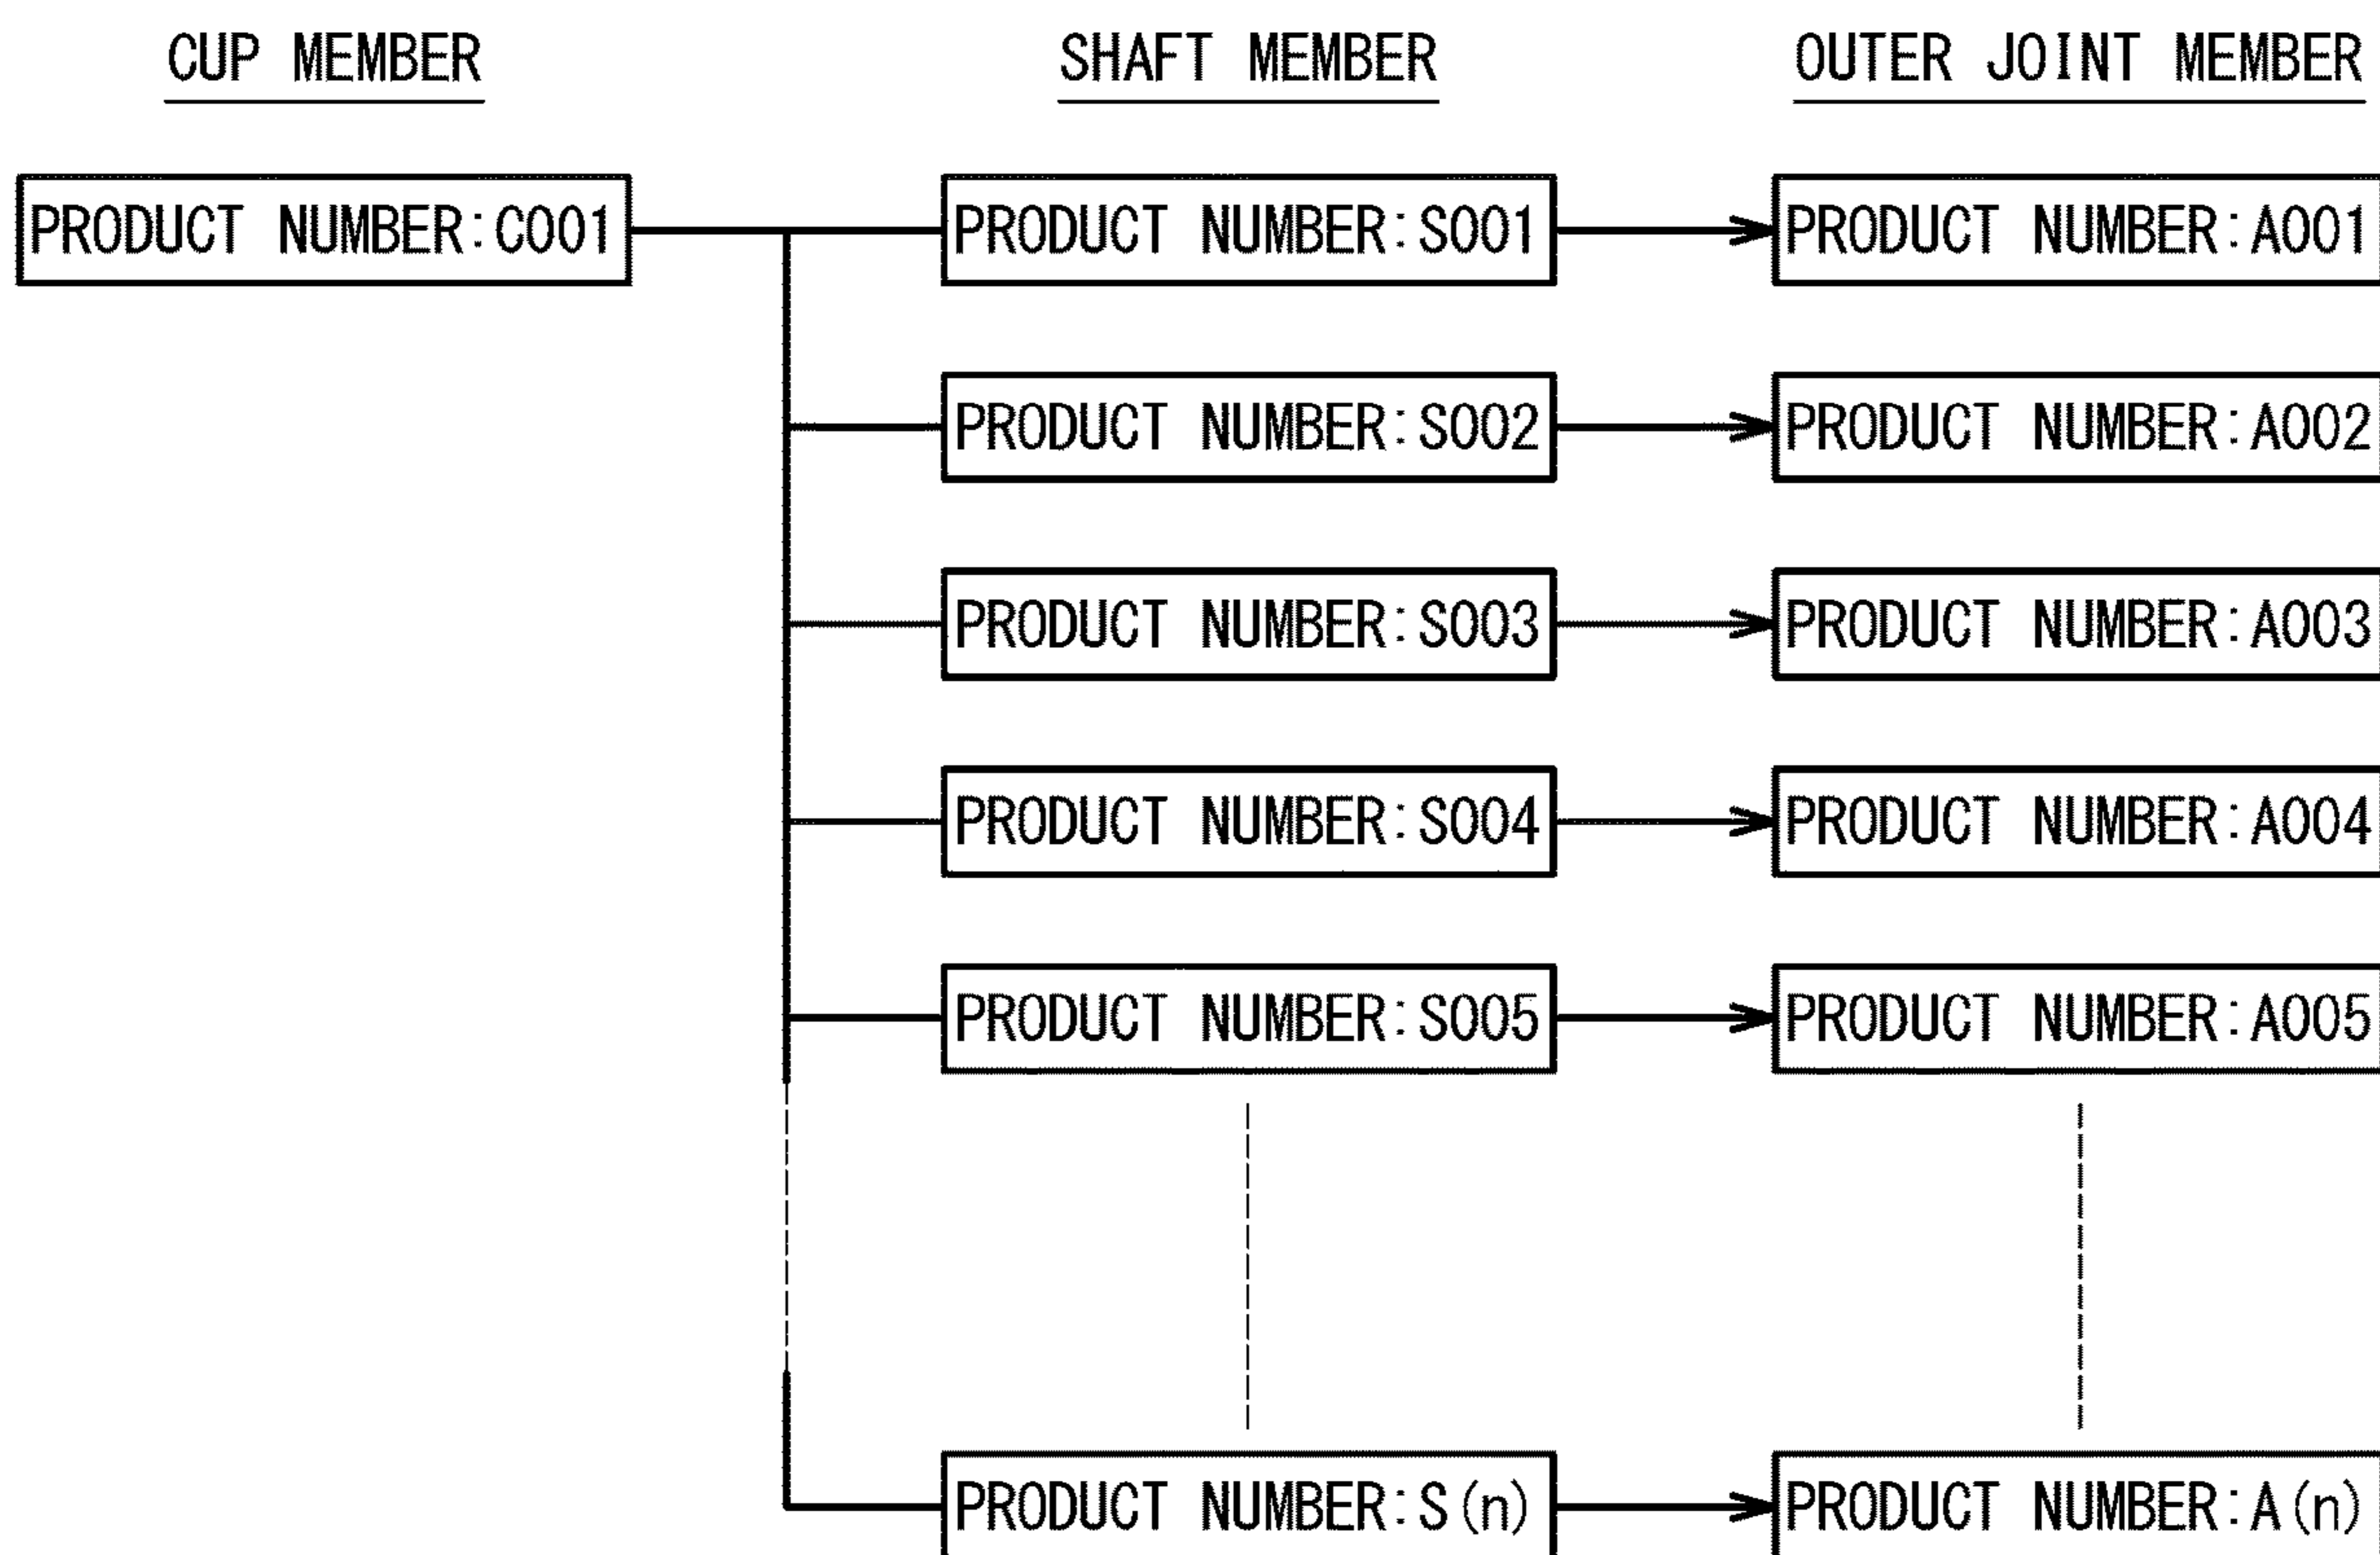 CUP MEMBER SHAFT MEMBER OUTER JOINT MEMBER
PRODUCT NUMBER:C001 PRODUCT NUMBER:S001 PRODUCT NUMBER:A001
PRODUCT NUMBER:S002 PRODUCT NUMBER:A002
PRODUCT NUMBER:S003 PRODUCT NUMBER:A003
PRODUCT NUMBER:S004 PRODUCT NUMBER:A004
PRODUCT NUMBER:S005 PRODUCT NUMBER:A005
PRODUCT NUMBER:S(n) PRODUCT NUMBER:A(n)